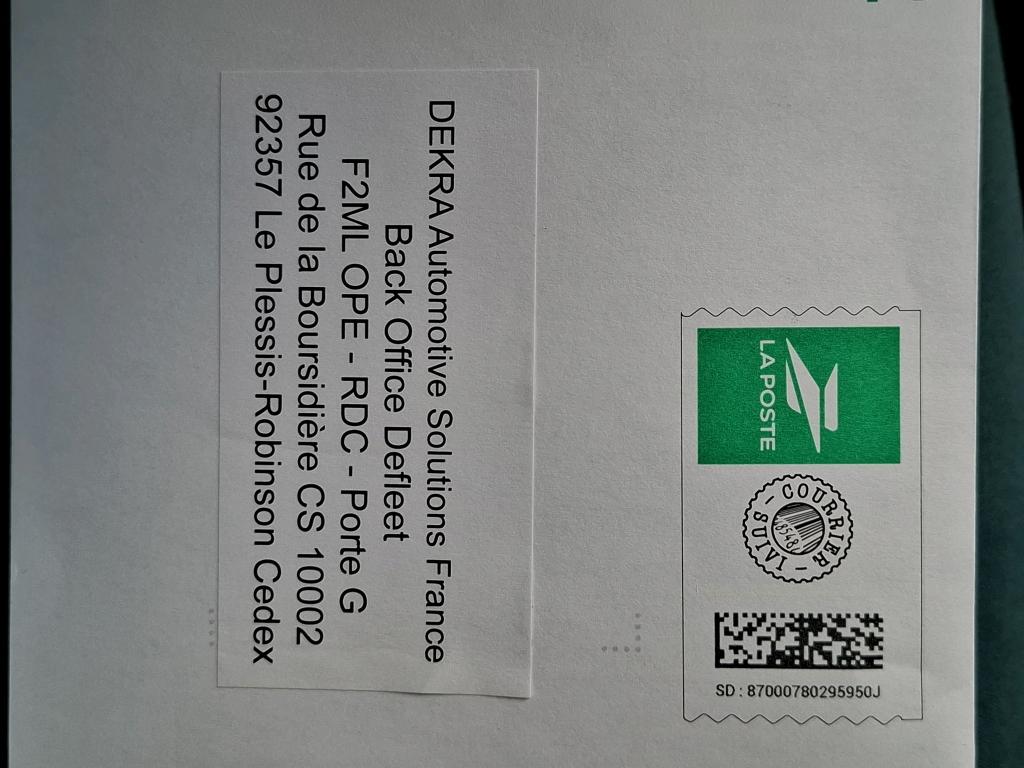 DEKRA Automotive Solutions France
Back Office Defleet
F2ML OPE - RDC - Porte G
Rue de la Boursidière CS 10002
92357 Le Plessis-Robinson Cedex
LA POSTE
COURRIER - SUIVI -
SD : 87000780295950J